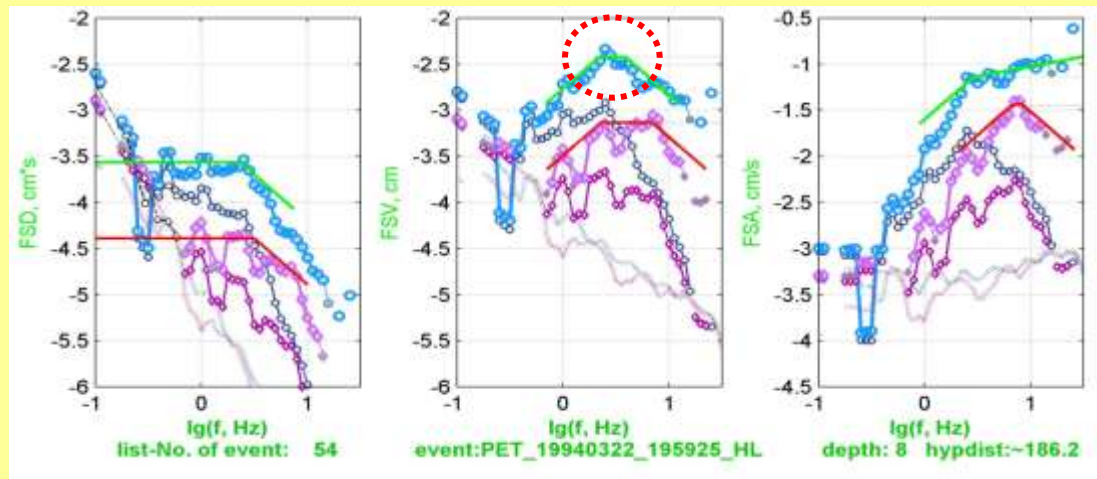 -2
-2.5
-3
-3.5
-4
-4.5
-5
-5.5
-6
-1 0 1
FSD, cm*s
lg(f, Hz)
list-No. of event: 54
-2
-2.5
-3
-3.5
-4
-4.5
-5
-5.5
-6
-1 0 1
FSV, cm
lg(f, Hz)
event:PET_19940322_195925_HL
-0.5
-1
-1.5
-2
-2.5
-3
-3.5
-4
-4.5
-1 0 1
FSA, cm/s
lg(f, Hz)
depth: 8 hypdist:~186.2